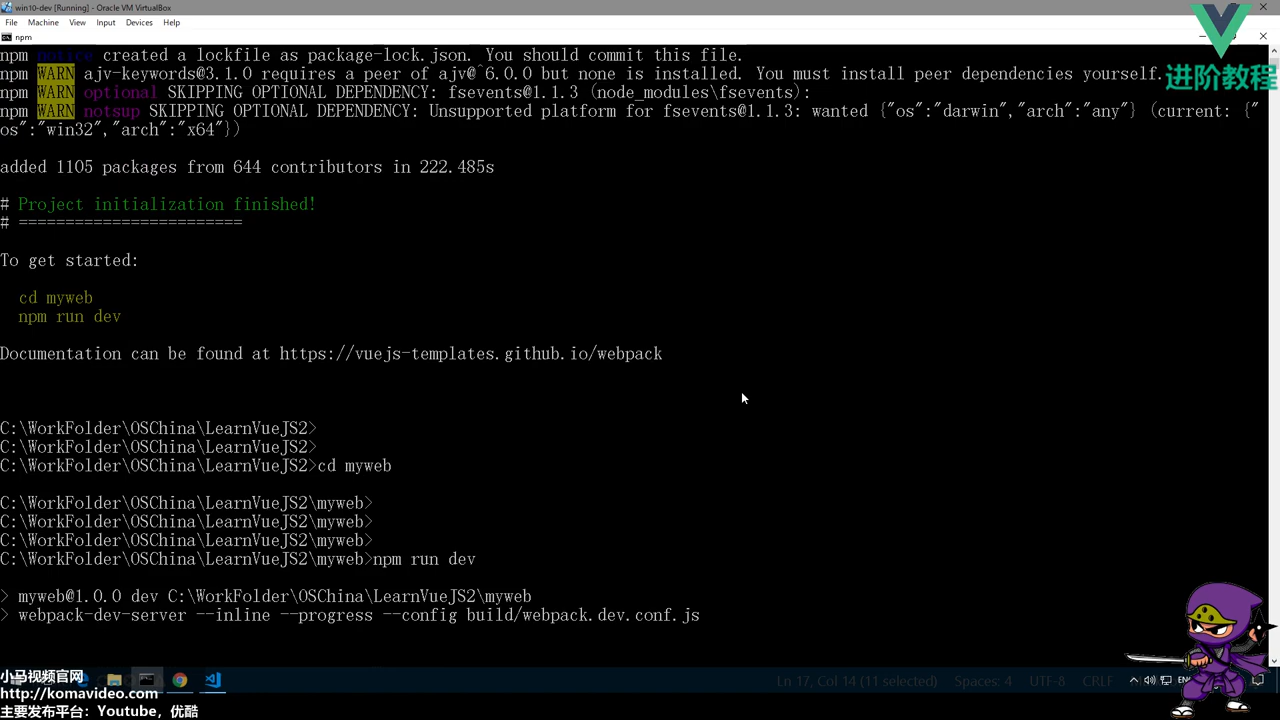 win10-dev [Running] - Oracle VM VirtualBox
File Machine View Input Devices Help
npm
进阶教程
npm notice created a lockfile as package-lock.json. You should commit this file.
npm WARN ajv-keywords@3.1.0 requires a peer of ajv@^6.0.0 but none is installed. You must install peer dependencies yourself.
npm WARN optional SKIPPING OPTIONAL DEPENDENCY: fsevents@1.1.3 (node_modules\fsevents):
npm WARN notsup SKIPPING OPTIONAL DEPENDENCY: Unsupported platform for fsevents@1.1.3: wanted {"os":"darwin","arch":"any"} (current: {"
os":"win32","arch":"x64"})
added 1105 packages from 644 contributors in 222.485s
# Project initialization finished!
# ========================
To get started:
cd myweb
npm run dev
Documentation can be found at https://vuejs-templates.github.io/webpack
C:\WorkFolder\OSChina\LearnVueJS2>
C:\WorkFolder\OSChina\LearnVueJS2>
C:\WorkFolder\OSChina\LearnVueJS2>cd myweb
C:\WorkFolder\OSChina\LearnVueJS2\myweb>
C:\WorkFolder\OSChina\LearnVueJS2\myweb>
C:\WorkFolder\OSChina\LearnVueJS2\myweb>
C:\WorkFolder\OSChina\LearnVueJS2\myweb>npm run dev
> myweb@1.0.0 dev C:\WorkFolder\OSChina\LearnVueJS2\myweb
> webpack-dev-server --inline --progress --config build/webpack.dev.conf.js
小马视频官网
http://komavideo.com
主要发布平台：Youtube，优酷
Ln 17, Col 14 (11 selected) Spaces: 4 UTF-8 CRLF